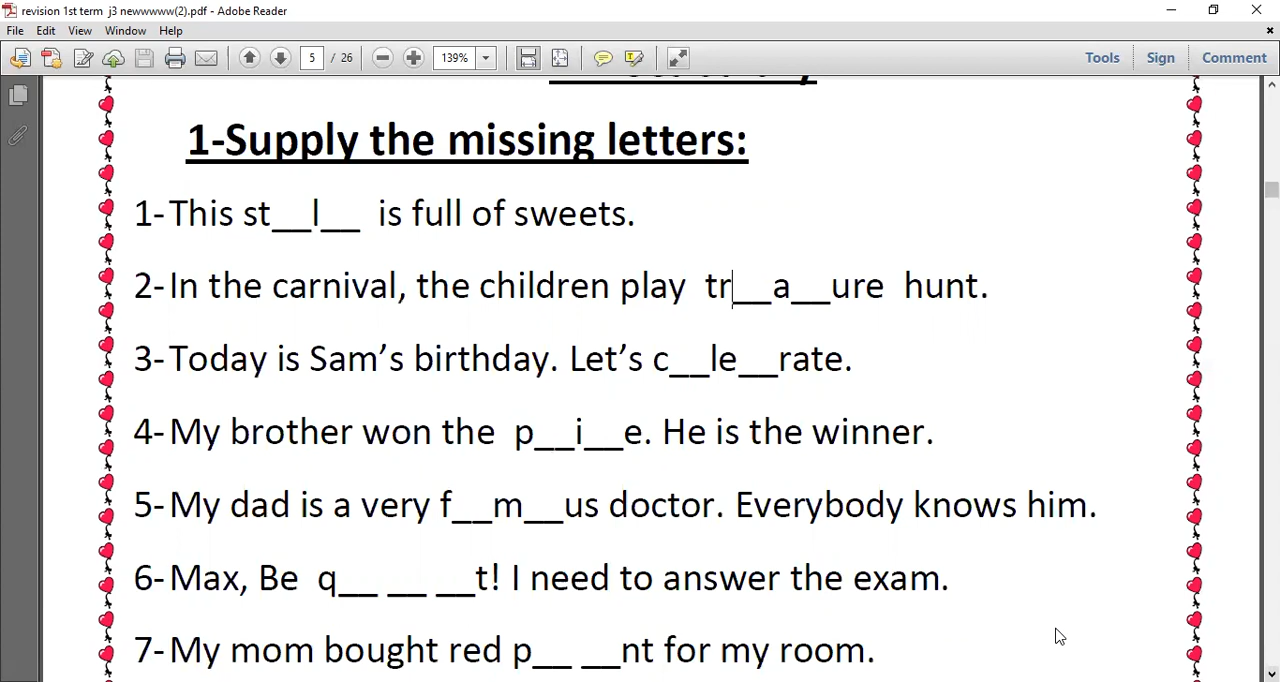 revision 1st term j3 newwwww(2).pdf - Adobe Reader
File Edit View Window Help
5 / 26 139% Tools Sign Comment
1-Supply the missing letters:
1-This st__l__ is full of sweets.
2-In the carnival, the children play tr__a__ure hunt.
3-Today is Sam’s birthday. Let’s c__le__rate.
4-My brother won the p__i__e. He is the winner.
5-My dad is a very f__m__us doctor. Everybody knows him.
6-Max, Be q__ __ __t! I need to answer the exam.
7-My mom bought red p__ __nt for my room.